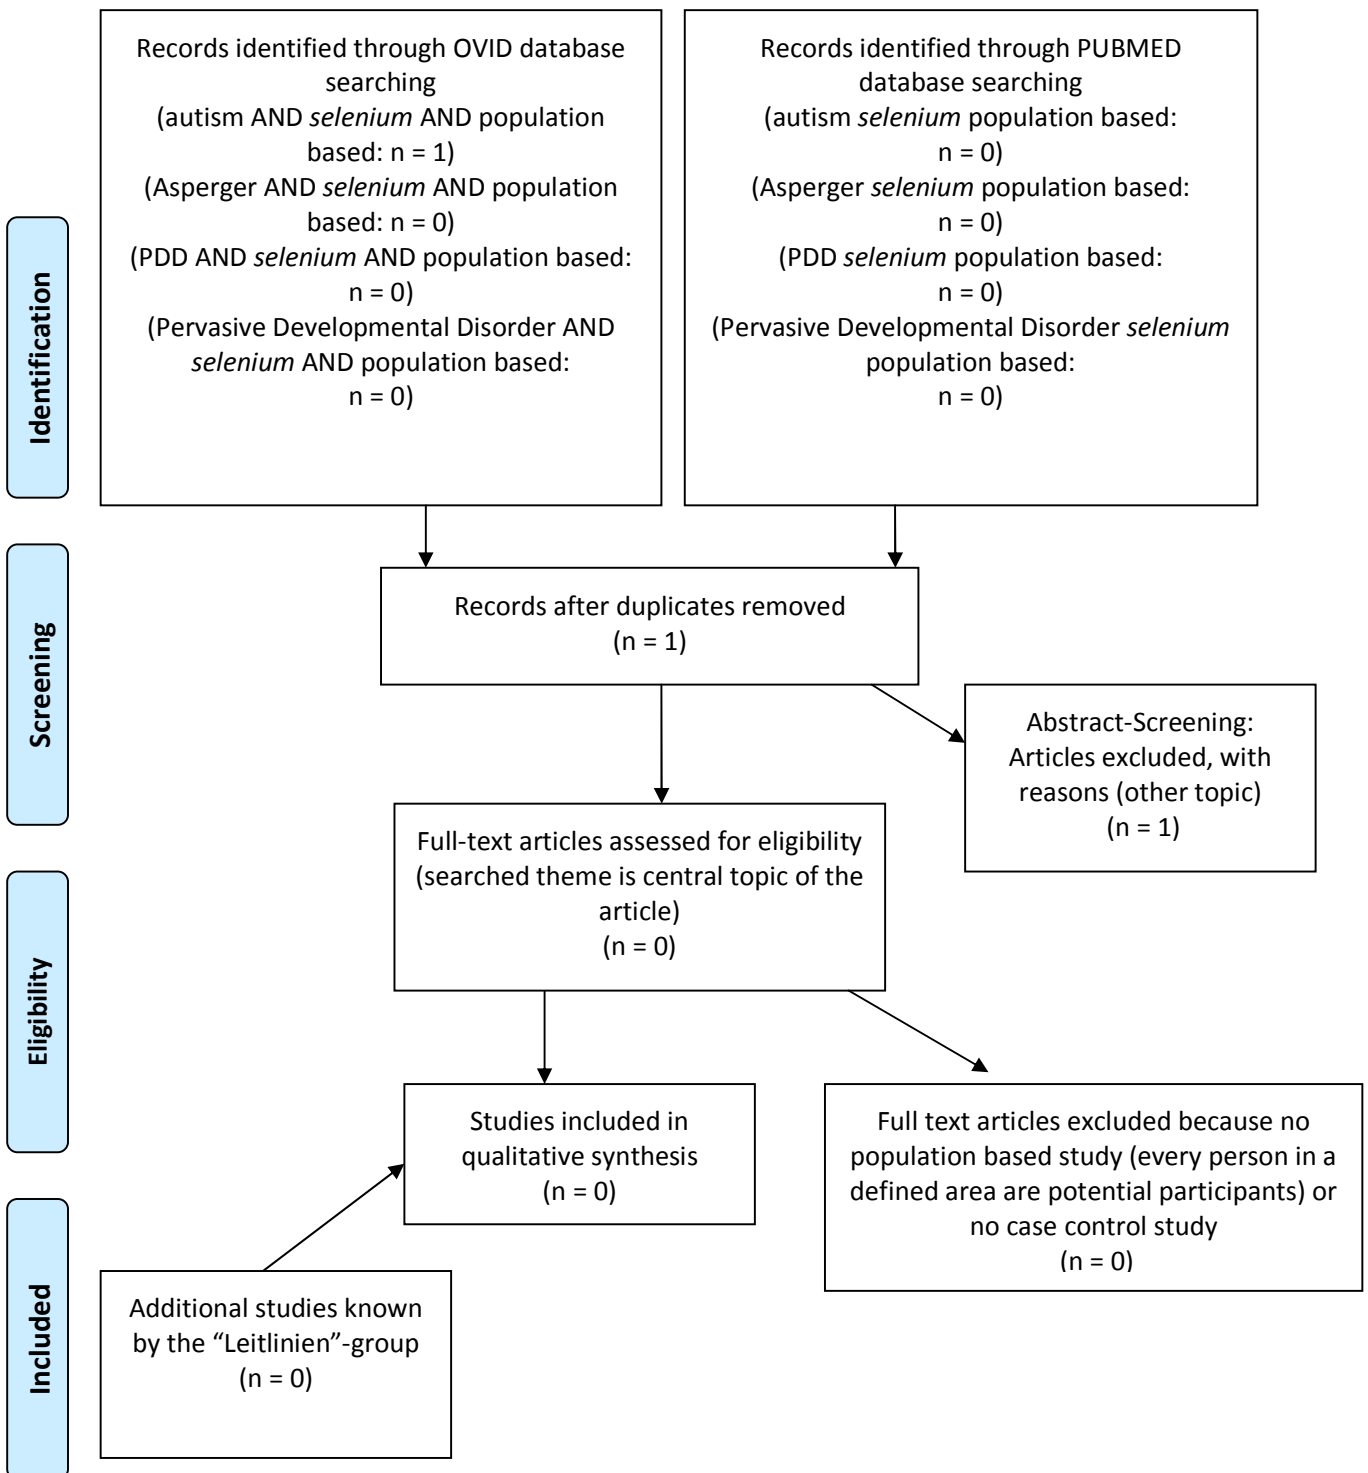 Records identified through OVID database
searching
(autism AND selenium AND population
based: n = 1)
(Asperger AND selenium AND population
based: n = 0)
(PDD AND selenium AND population based:
n = 0)
(Pervasive Developmental Disorder AND
selenium AND population based:
n = 0)
Records identified through PUBMED
database searching
(autism selenium population based:
n = 0)
(Asperger selenium population based:
n = 0)
(PDD selenium population based:
n = 0)
(Pervasive Developmental Disorder selenium
population based:
n = 0)
Identification
Records after duplicates removed
(n = 1)
Screening
Abstract-Screening:
Articles excluded, with
reasons (other topic)
(n = 1)
Full-text articles assessed for eligibility
(searched theme is central topic of the
article)
(n = 0)
Eligibility
Studies included in
qualitative synthesis
(n = 0)
Full text articles excluded because no
population based study (every person in a
defined area are potential participants) or
no case control study
(n = 0)
Included
Additional studies known
by the “Leitlinien”-group
(n = 0)